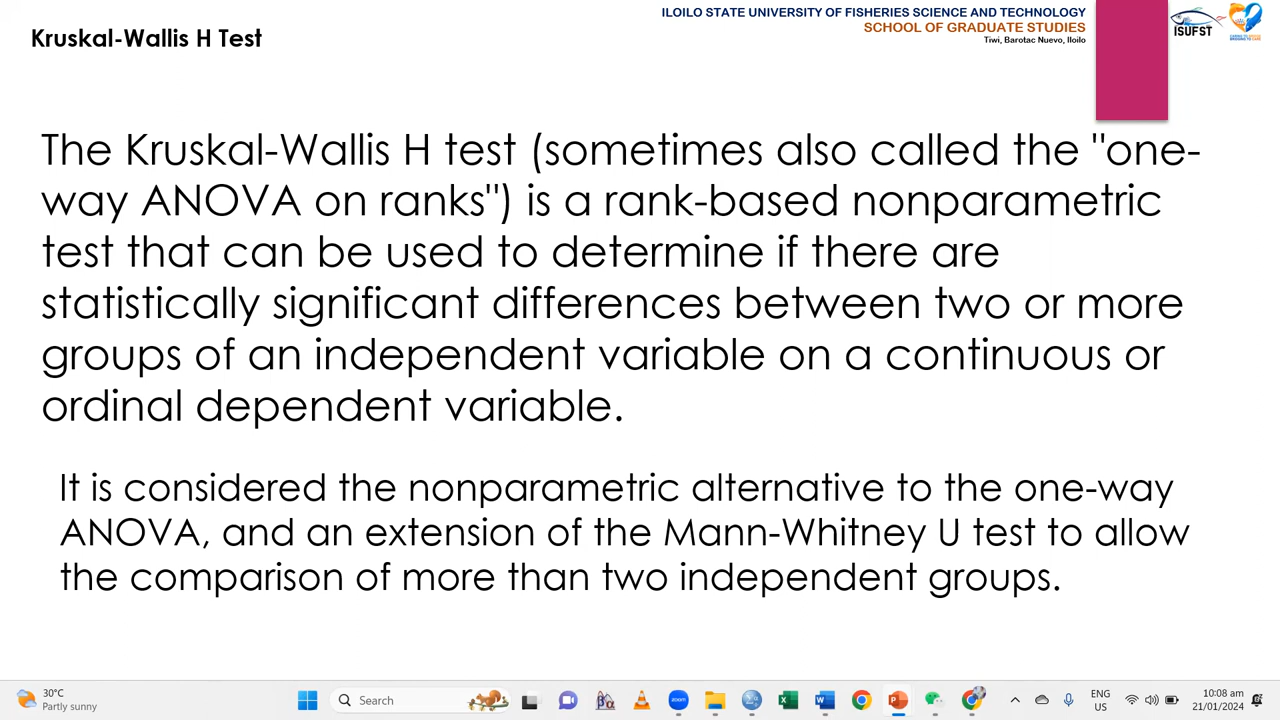 ILOILO STATE UNIVERSITY OF FISHERIES SCIENCE AND TECHNOLOGY
SCHOOL OF GRADUATE STUDIES
Tiwi, Barotac Nuevo, Iloilo
ISUFST
Kruskal-Wallis H Test
The Kruskal-Wallis H test (sometimes also called the "one-
way ANOVA on ranks") is a rank-based nonparametric
test that can be used to determine if there are
statistically significant differences between two or more
groups of an independent variable on a continuous or
ordinal dependent variable.
It is considered the nonparametric alternative to the one-way
ANOVA, and an extension of the Mann-Whitney U test to allow
the comparison of more than two independent groups.
30°C
Partly sunny
Search
zoom
ENG
US
10:08 am
21/01/2024